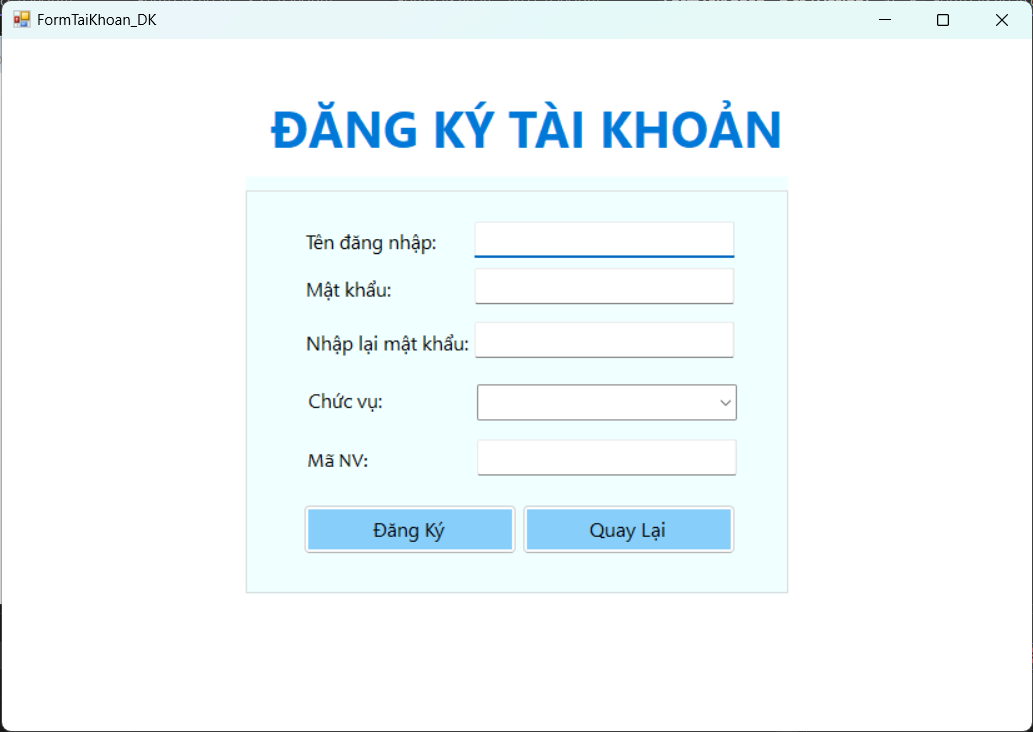 FormTaiKhoan_DK
ĐĂNG KÝ TÀI KHOẢN
Tên đăng nhập:
Mật khẩu:
Nhập lại mật khẩu:
Chức vụ:
Mã NV:
Đăng Ký Quay Lại